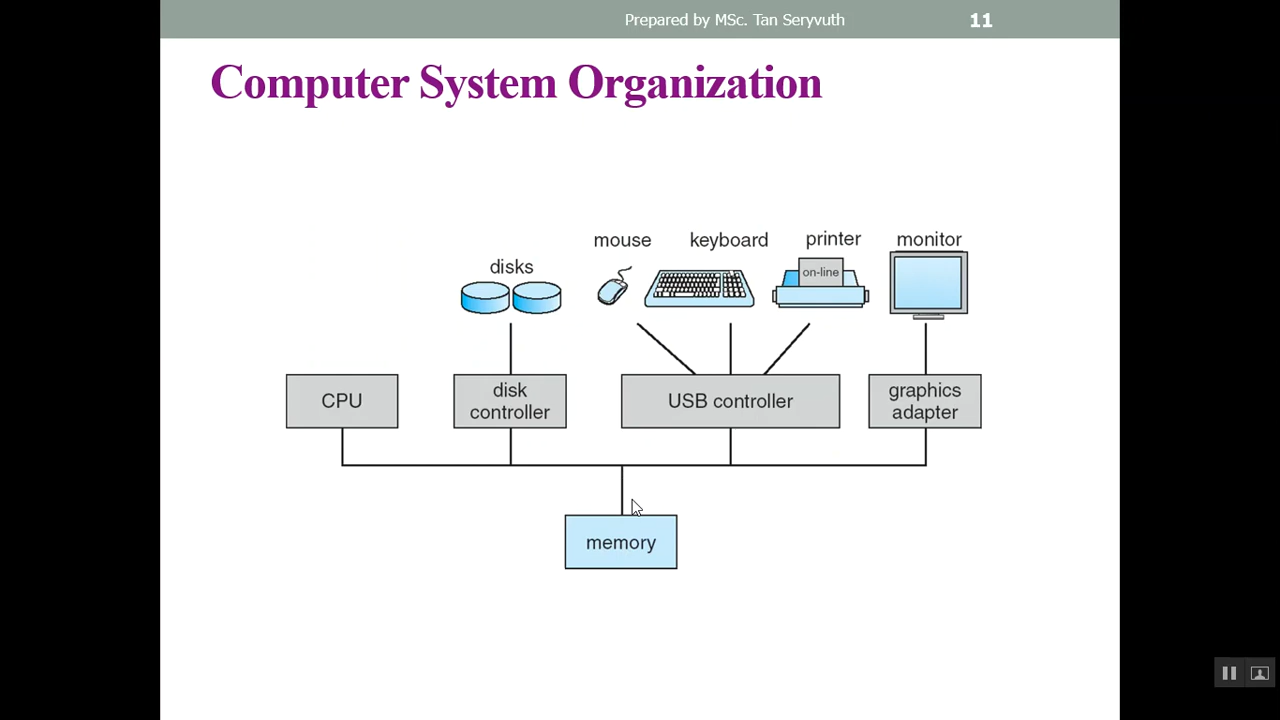 Prepared by MSc. Tan Seryvuth
11
Computer System Organization
mouse
keyboard
printer
monitor
disks
on-line
CPU
disk
controller
USB controller
graphics
adapter
memory